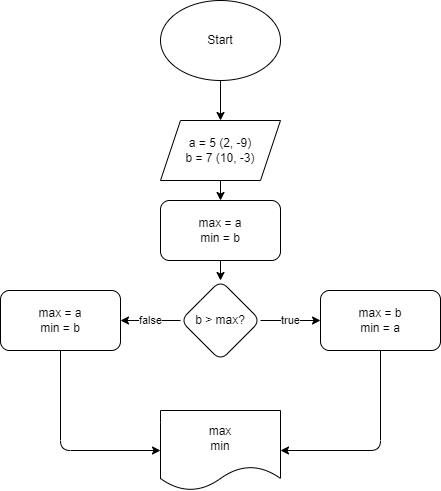 Start
a = 5 (2, -9)
b = 7 (10, -3)
max = a
min = b
max = a
min = b
false
b > max?
true
max = b
min = a
max
min